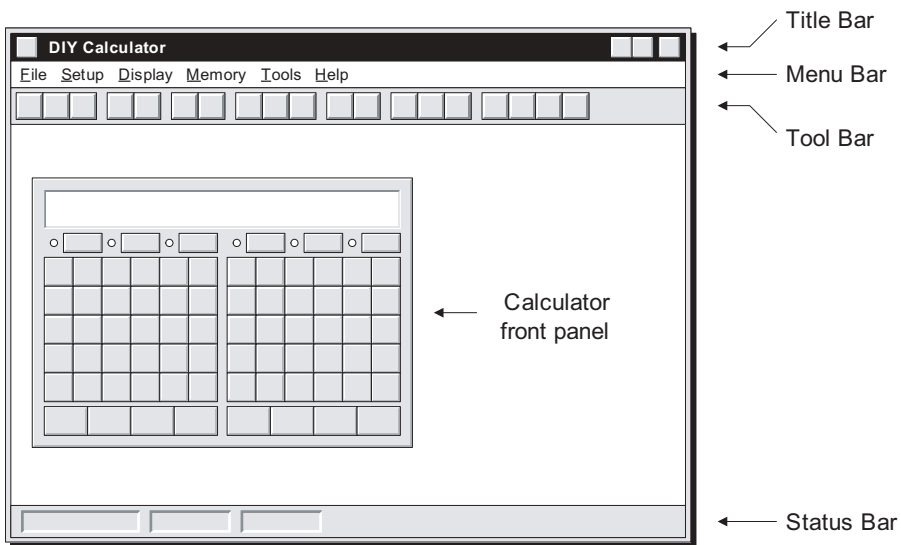 Title Bar
DIY Calculator
File Setup Display Memory Tools Help
Menu Bar
Tool Bar
Calculator
front panel
Status Bar